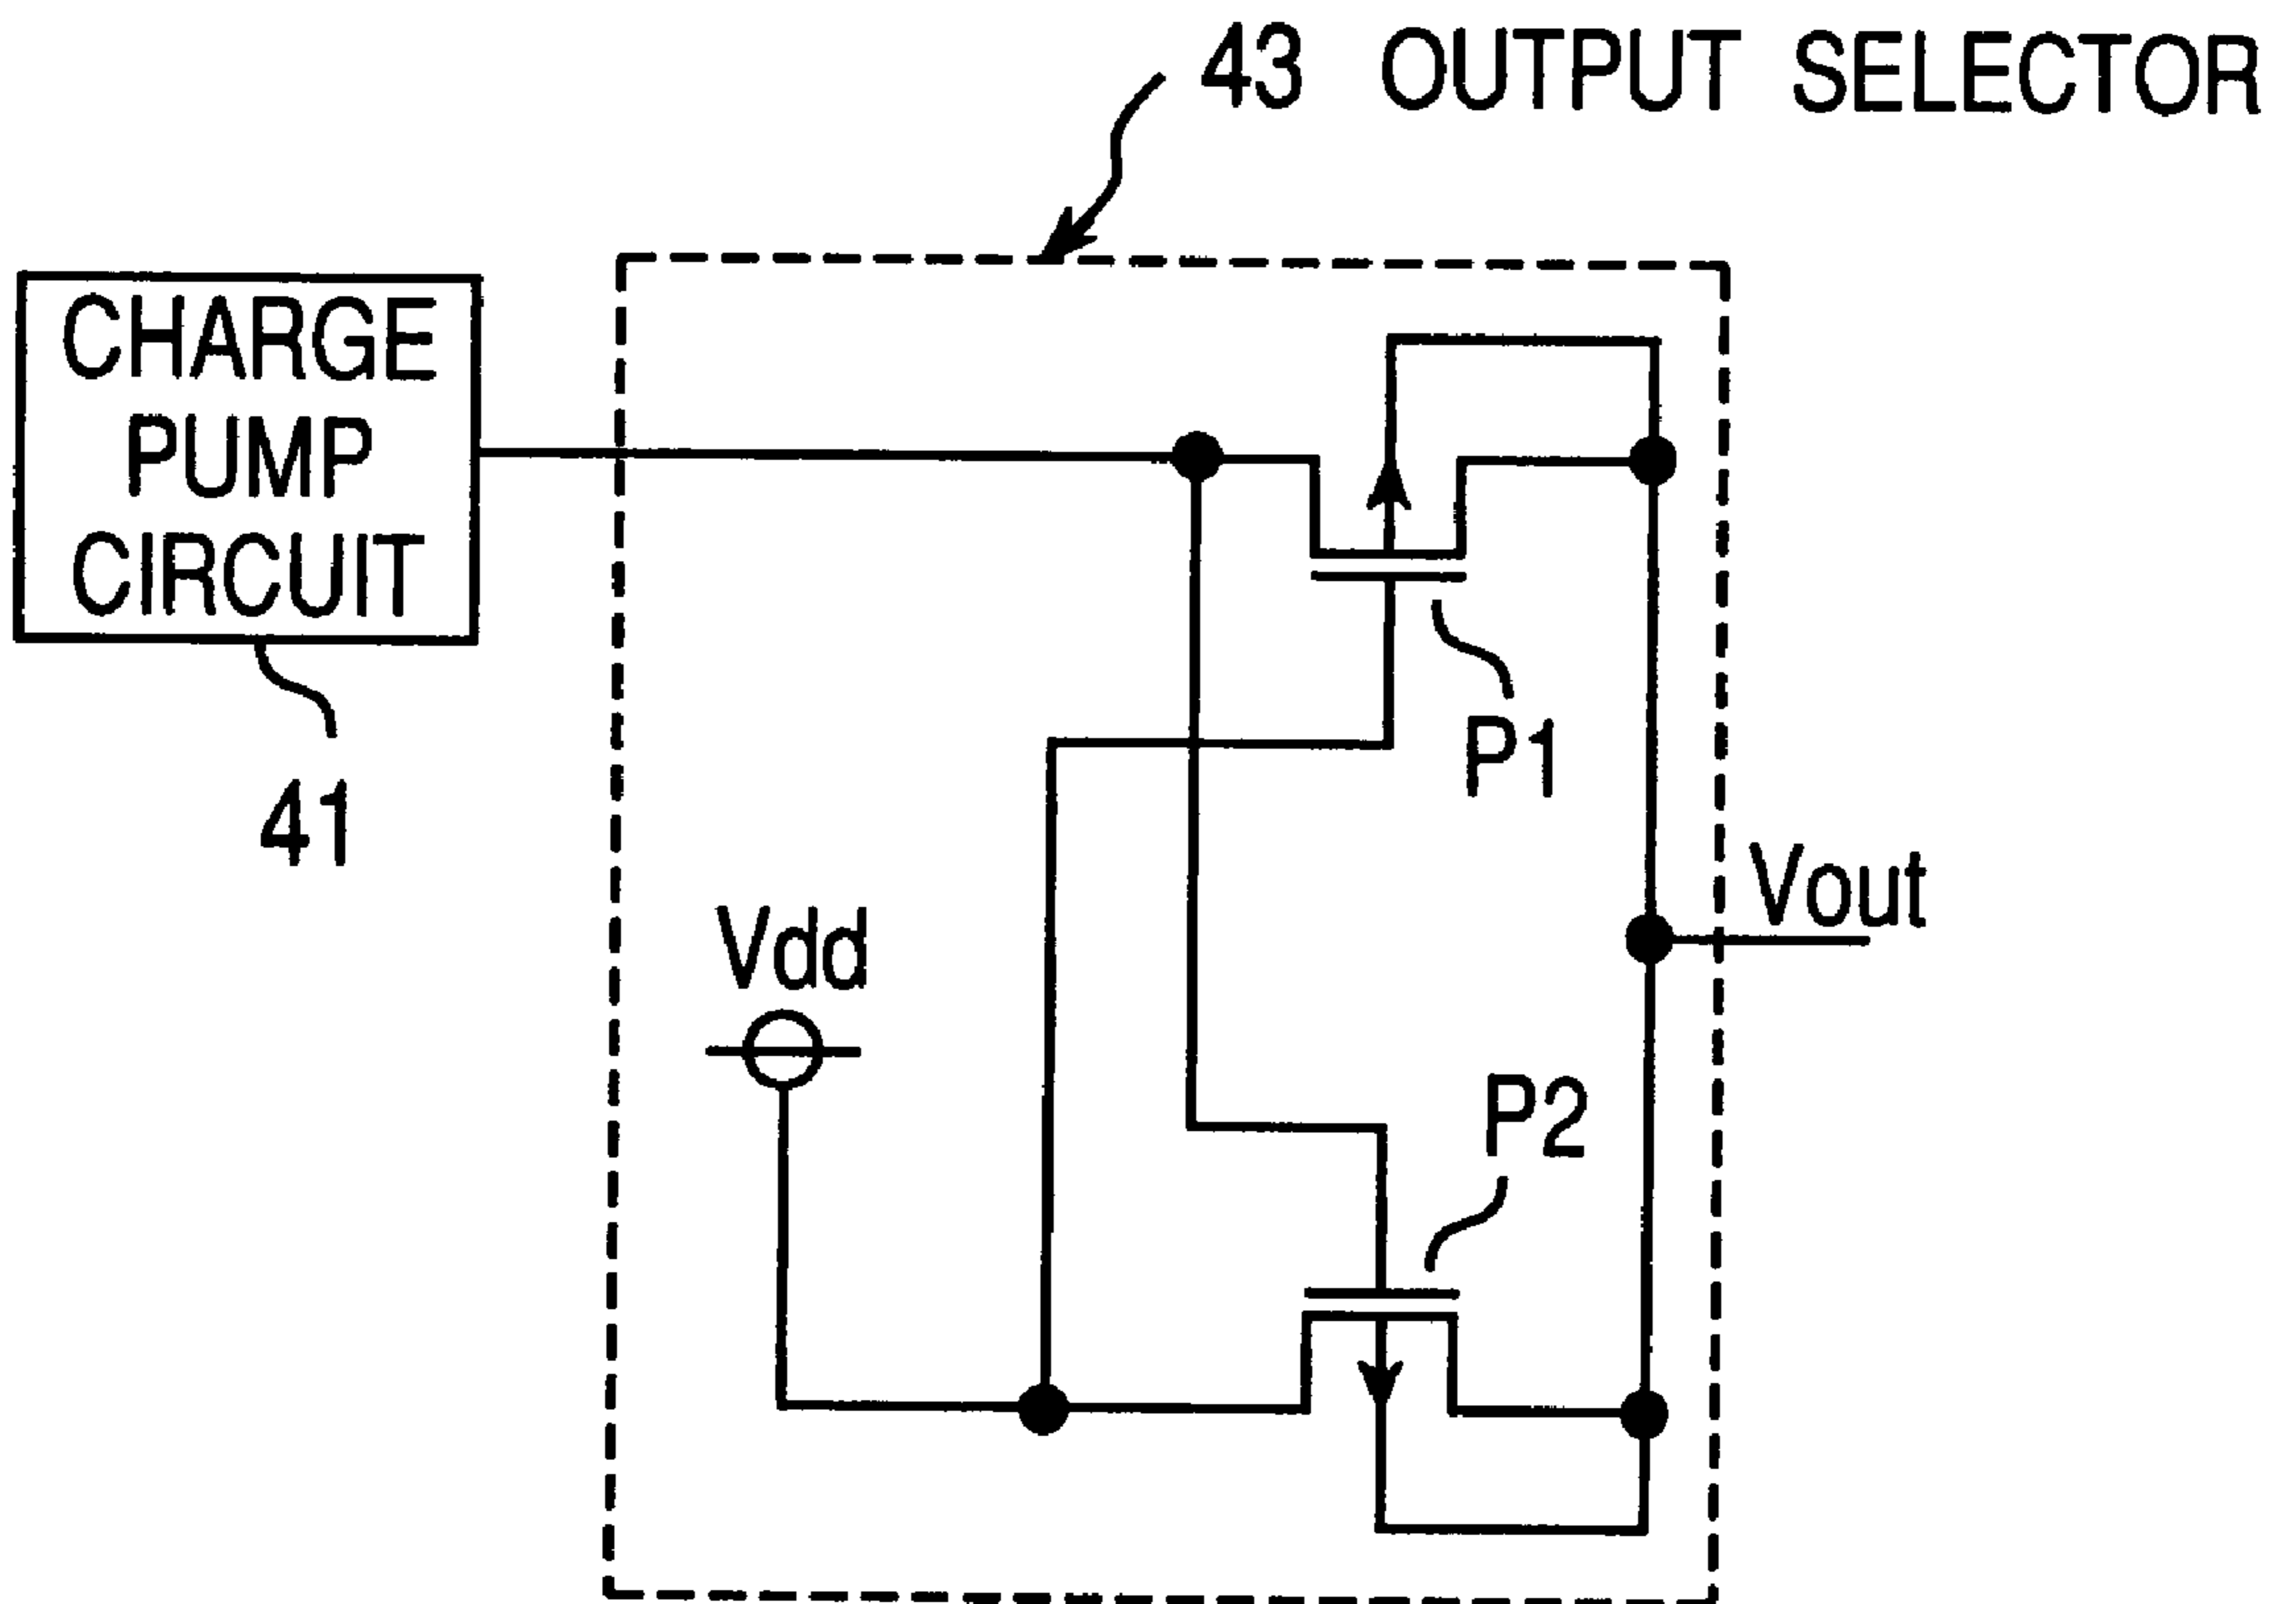 43 OUTPUT SELECTOR
CHARGE
PUMP
CIRCUIT
41
P1
Vout
Vdd
P2